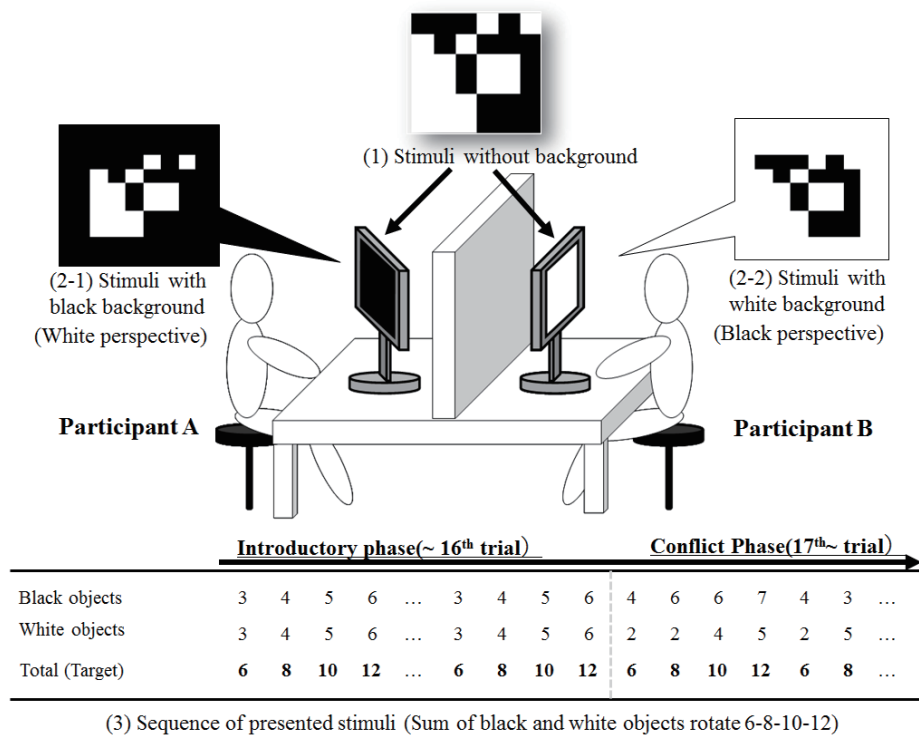 (1) Stimuli without background
(2-1) Stimuli with
black background
(White perspective)
(2-2) Stimuli with
white background
(Black perspective)
Participant A
Participant B
Introductory phase(~ 16th trial)
Conflict Phase(17th~ trial)
Black objects 3 4 5 6 … 3 4 5 6 4 6 6 7 4 3 …
White objects 3 4 5 6 … 3 4 5 6 2 2 4 5 2 5 …
Total (Target) 6 8 10 12 … 6 8 10 12 6 8 10 12 6 8 …
(3) Sequence of presented stimuli (Sum of black and white objects rotate 6-8-10-12)